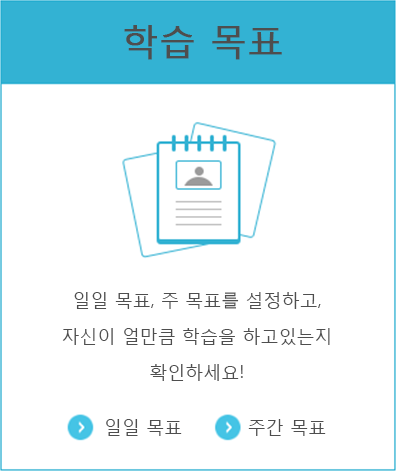 학습 목표
일일 목표, 주 목표를 설정하고,
자신이 얼만큼 학습을 하고있는지
확인하세요!
일일 목표 주간 목표